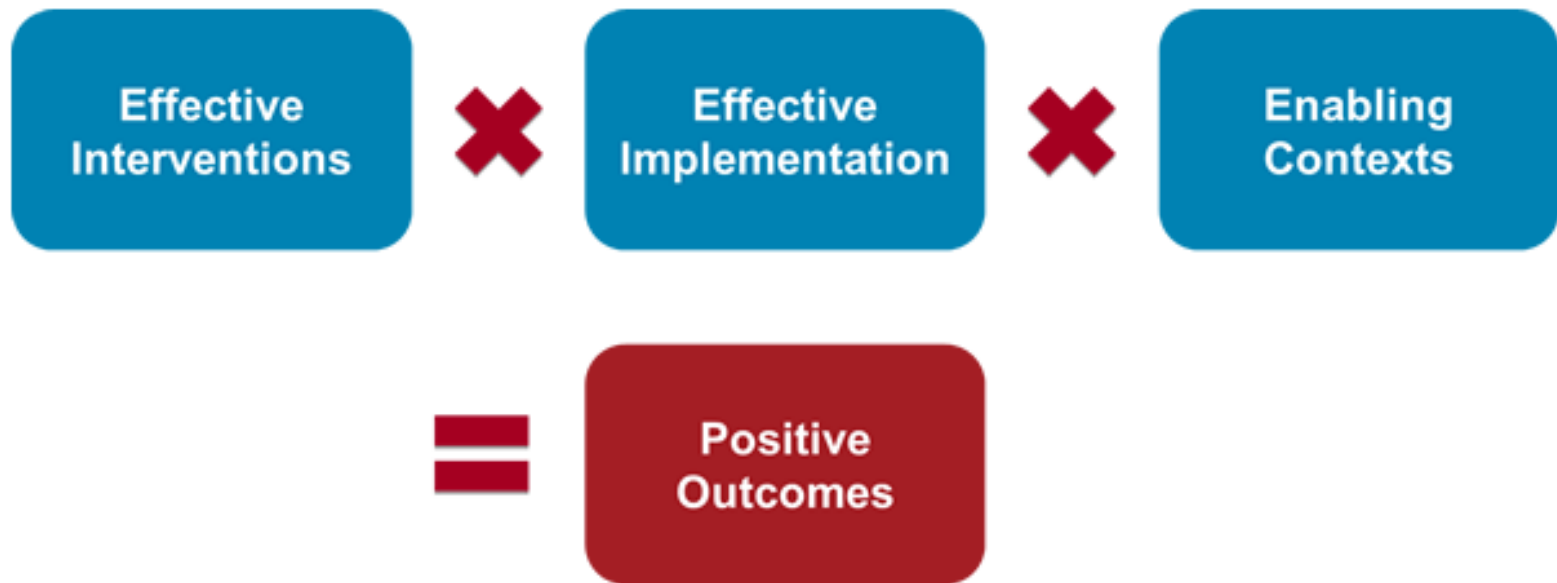 Effective
Interventions
Effective
Implementation
Enabling
Contexts
Positive
Outcomes